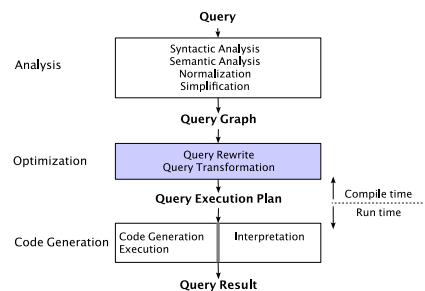 Query
Analysis
Syntactic Analysis
Semantic Analysis
Normalization
Simplification
Query Graph
Optimization
Query Rewrite
Query Transformation
Query Execution Plan
Compile time
Run time
Code Generation
Code Generation
Execution
Interpretation
Query Result